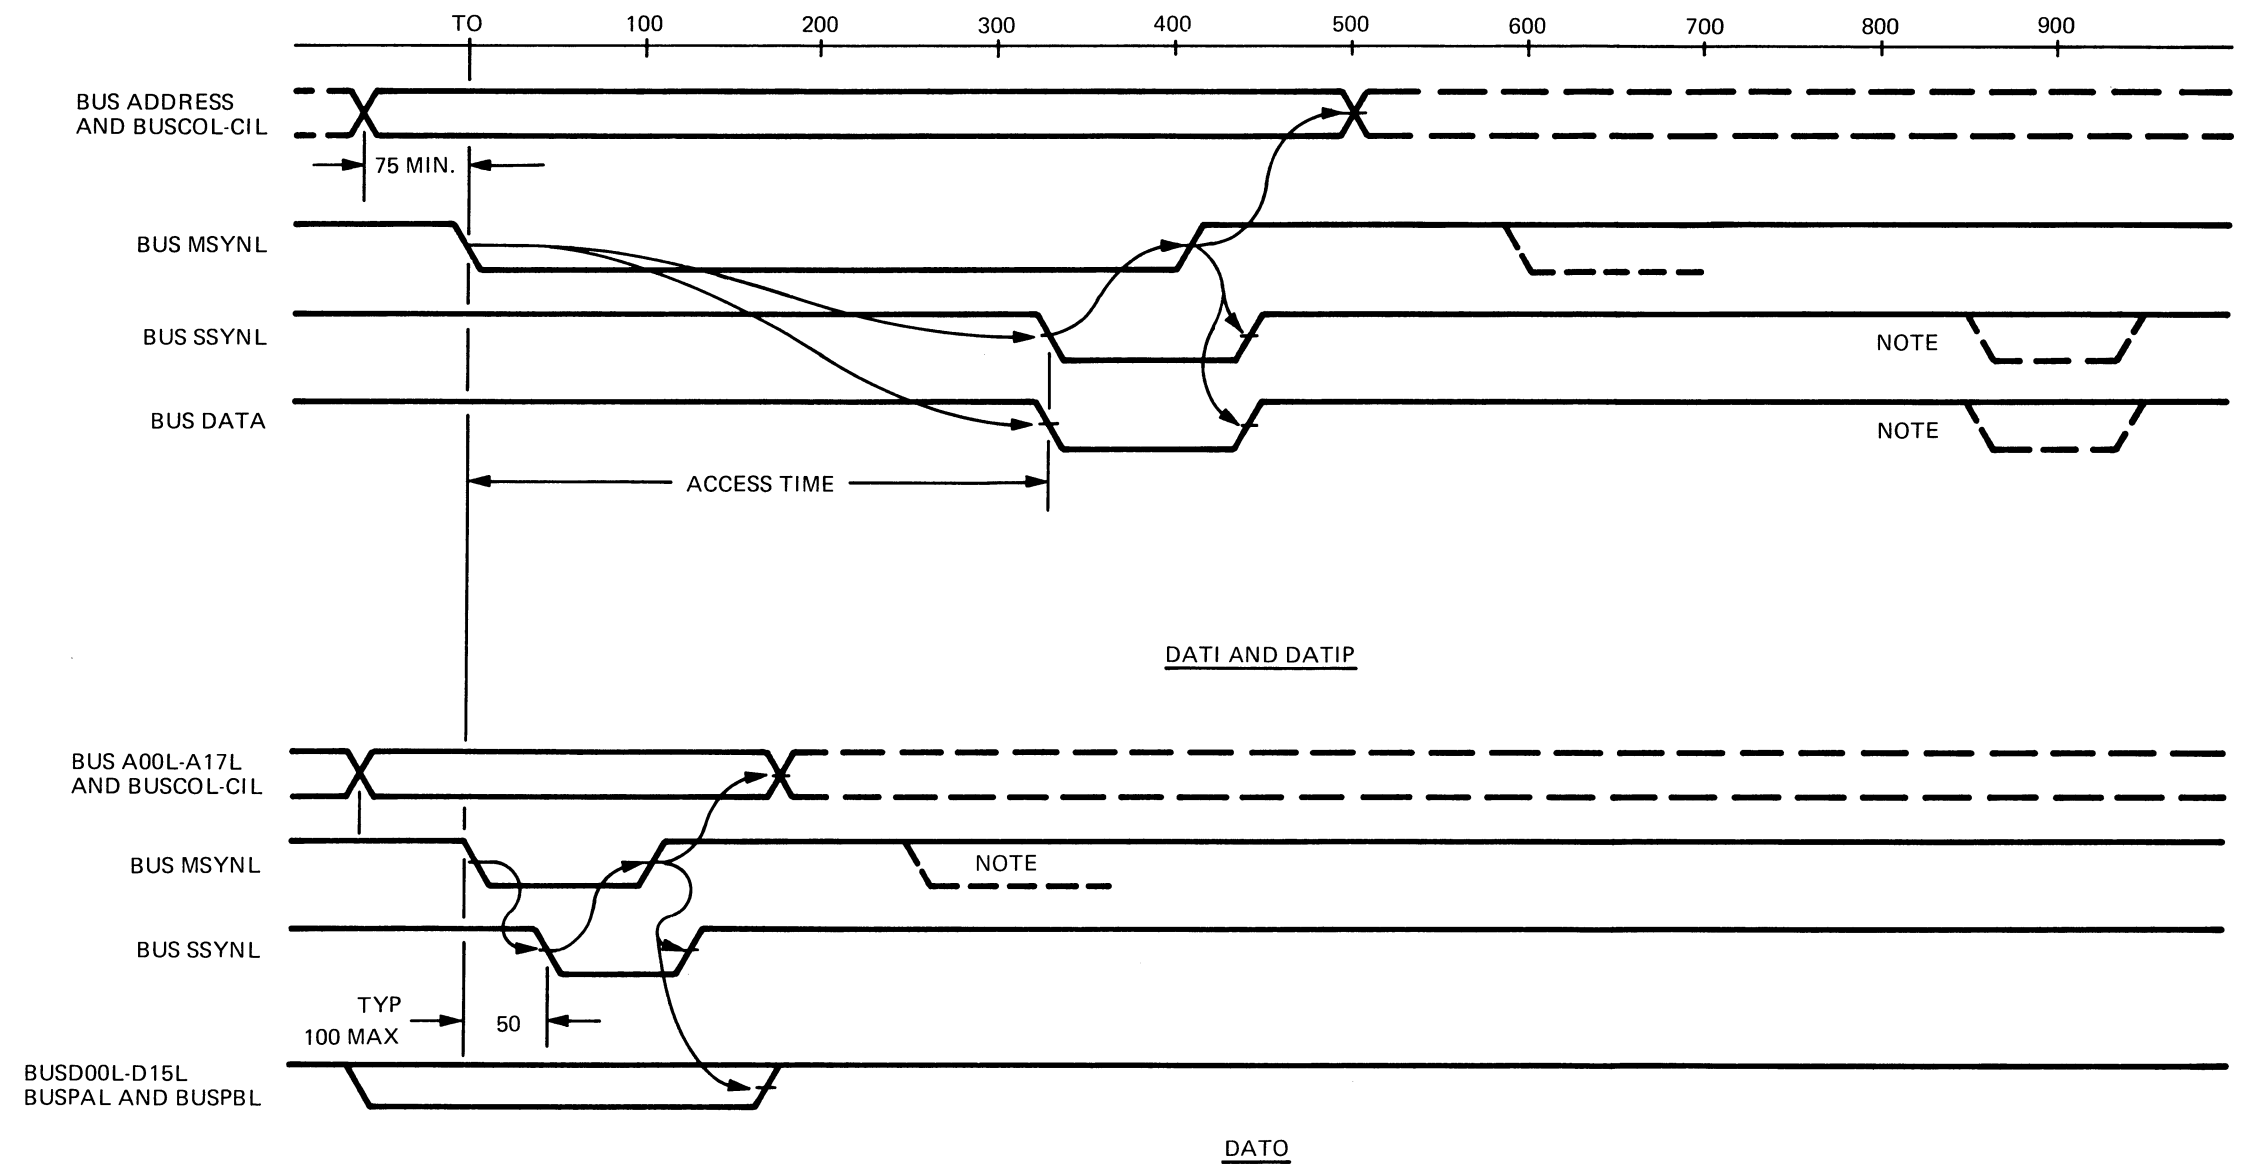 TO 100 200 300 400 500 600 700 800 900
BUS ADDRESS
AND BUSCOL-CIL
75 MIN.
BUS MSYNL
BUS SSYNL
NOTE
BUS DATA
NOTE
ACCESS TIME
DATI AND DATIP
BUS A00L-A17L
AND BUSCOL-CIL
BUS MSYNL
NOTE
BUS SSYNL
TYP
100 MAX
50
BUSD00L-D15L
BUSPAL AND BUSPBL
DATO